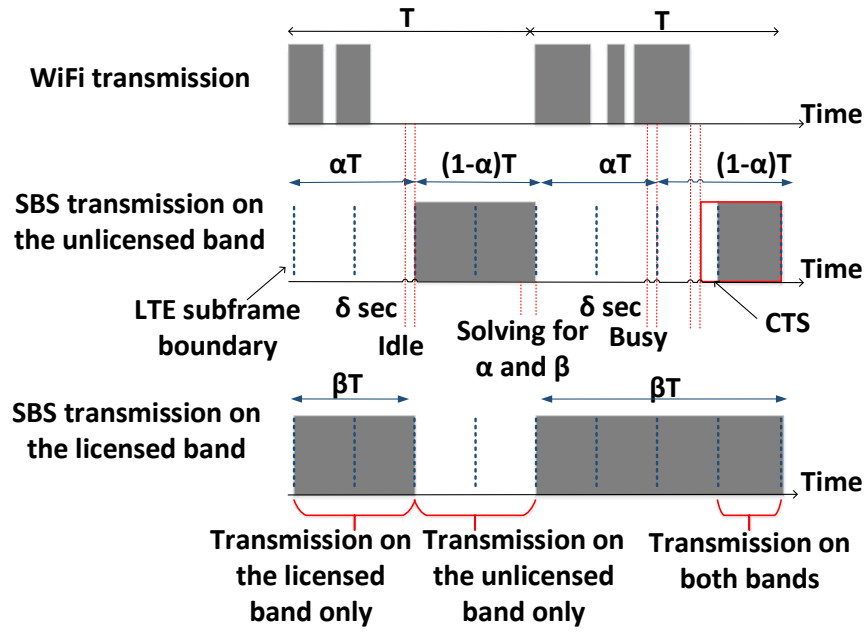 T
T
WiFi transmission
Time
αT
(1-α)T
αT
(1-α)T
SBS transmission on
the unlicensed band
Time
LTE subframe
boundary
δ sec
Idle
Solving for
α and β
δ sec
Busy
CTS
βT
βT
SBS transmission on
the licensed band
Time
Transmission on
the licensed
band only
Transmission on
the unlicensed
band only
Transmission on
both bands